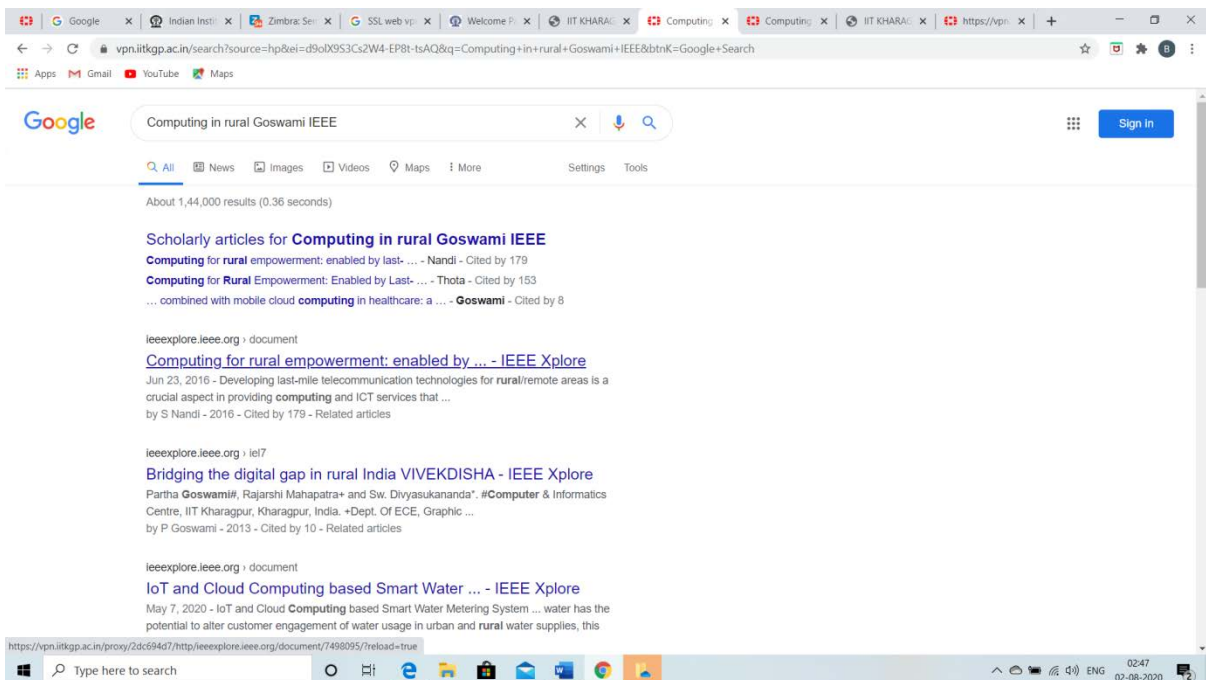 Google
Indian Instit
Zimbra: Ser
SSL web vp
Welcome P
IIT KHARAG
Computing
Computing
IIT KHARAG
https://vpn.
vpn.iitkgp.ac.in/search?source=hp&ei=d9olX9S3Cs2W4-EP8t-tsAQ&q=Computing+in+rural+Goswami+IEEE&btnK=Google+Search
B
Apps Gmail YouTube Maps
Google
Computing in rural Goswami IEEE
Sign in
All News Images Videos Maps More Settings Tools
About 1,44,000 results (0.36 seconds)
Scholarly articles for Computing in rural Goswami IEEE
Computing for rural empowerment: enabled by last- ... - Nandi - Cited by 179
Computing for Rural Empowerment: Enabled by Last- ... - Thota - Cited by 153
... combined with mobile cloud computing in healthcare: a ... - Goswami - Cited by 8
ieeexplore.ieee.org › document
Computing for rural empowerment: enabled by ... - IEEE Xplore
Jun 23, 2016 - Developing last-mile telecommunication technologies for rural/remote areas is a
crucial aspect in providing computing and ICT services that ...
by S Nandi - 2016 - Cited by 179 - Related articles
ieeexplore.ieee.org › iel7
Bridging the digital gap in rural India VIVEKDISHA - IEEE Xplore
Partha Goswami#, Rajarshi Mahapatra+ and Sw. Divyasukananda*. #Computer & Informatics
Centre, IIT Kharagpur, Kharagpur, India. +Dept. Of ECE, Graphic ...
by P Goswami - 2013 - Cited by 10 - Related articles
ieeexplore.ieee.org › document
IoT and Cloud Computing based Smart Water ... - IEEE Xplore
May 7, 2020 - IoT and Cloud Computing based Smart Water Metering System ... water has the
potential to alter customer engagement of water usage in urban and rural water supplies, this
https://vpn.iitkgp.ac.in/proxy/2dc694d7/http/ieeexplore.ieee.org/document/7498095/?reload=true
Type here to search
ENG
02:47
02-08-2020
2